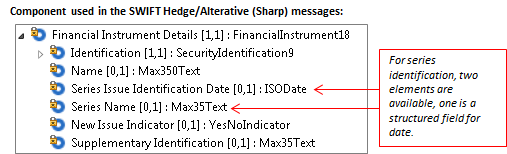 Component used in the SWIFT Hedge/Alterative (Sharp) messages:
Financial Instrument Details [1,1] : FinancialInstrument18
Identification [1,1] : SecurityIdentification9
Name [0,1] : Max350Text
Series Issue Identification Date [0,1] : ISODate
Series Name [0,1] : Max35Text
New Issue Indicator [0,1] : YesNoIndicator
Supplementary Identification [0,1] : Max35Text
For series
identification, two
elements are
available, one is a
structured field for
date.